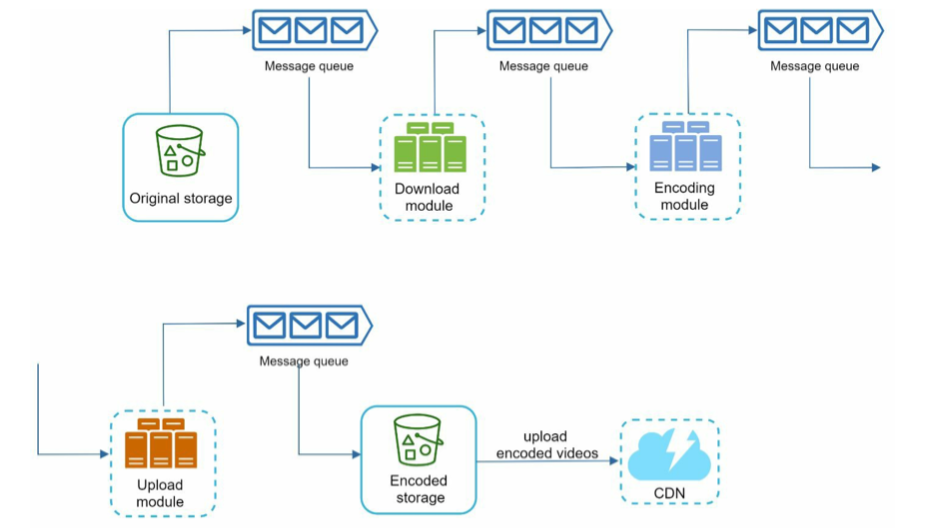 Message queue
Message queue
Message queue
Original storage
Download
module
Encoding
module
Message queue
Upload
module
Encoded
storage
upload
encoded videos
CDN